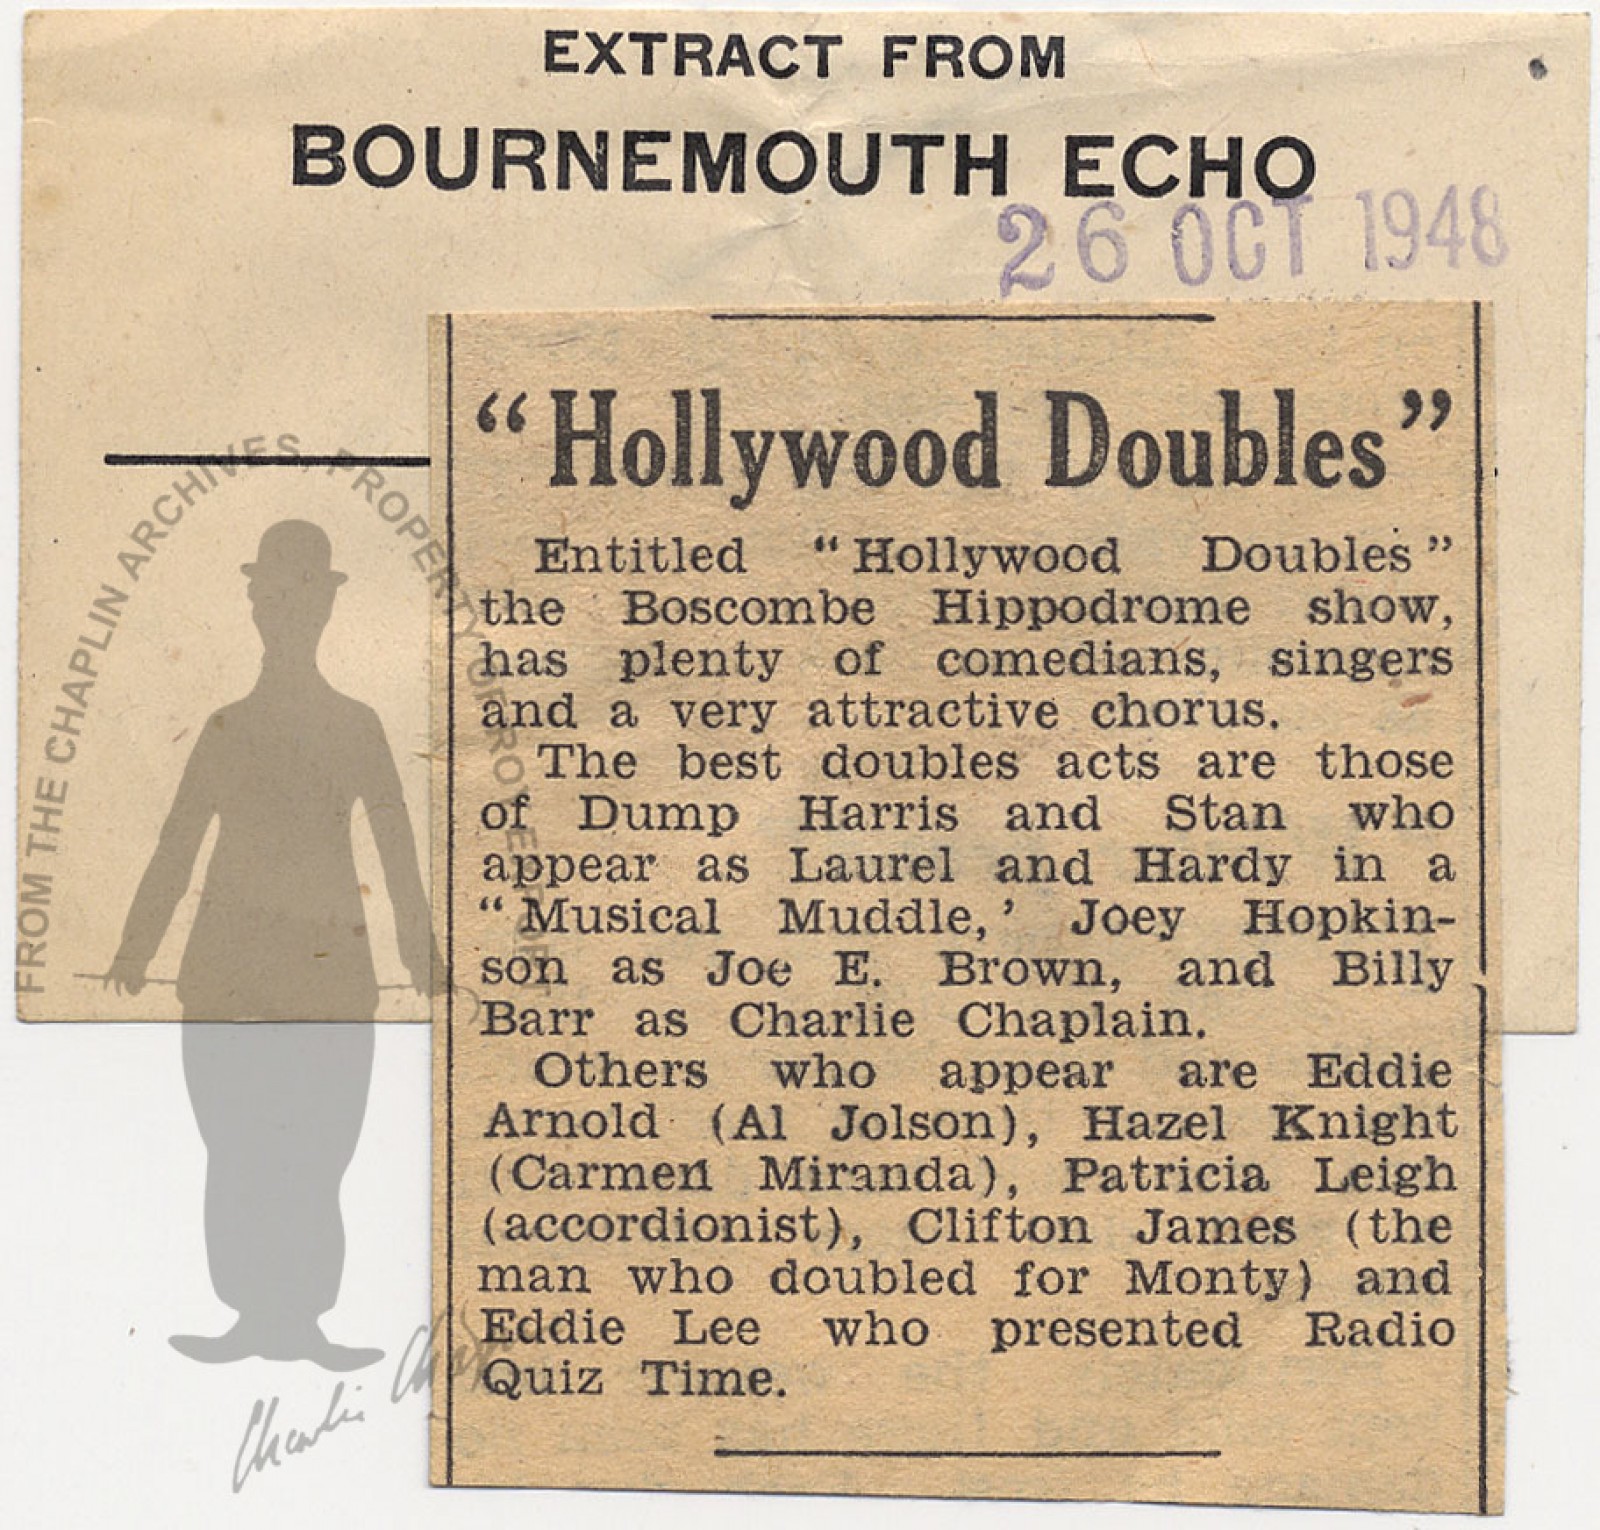 EXTRACT FROM
BOURNEMOUTH ECHO
26 OCT 1948
"Hollywood Doubles"
Entitled "Hollywood Doubles"
the Boscombe Hippodrome show,
has plenty of comedians, singers
and a very attractive chorus.
The best doubles acts are those
of Dump Harris and Stan who
appear as Laurel and Hardy in a
"Musical Muddle,' Joey Hopkin-
son as Joe E. Brown, and Billy
Barr as Charlie Chaplain.
Others who appear are Eddie
Arnold (Al Jolson), Hazel Knight
(Carmen Miranda), Patricia Leigh
(accordionist), Clifton James (the
man who doubled for Monty) and
Eddie Lee who presented Radio
Quiz Time.
FROM THE CHAPLIN ARCHIVES, PROPERTY OF ROY EXPORT
Charlie Chaplin